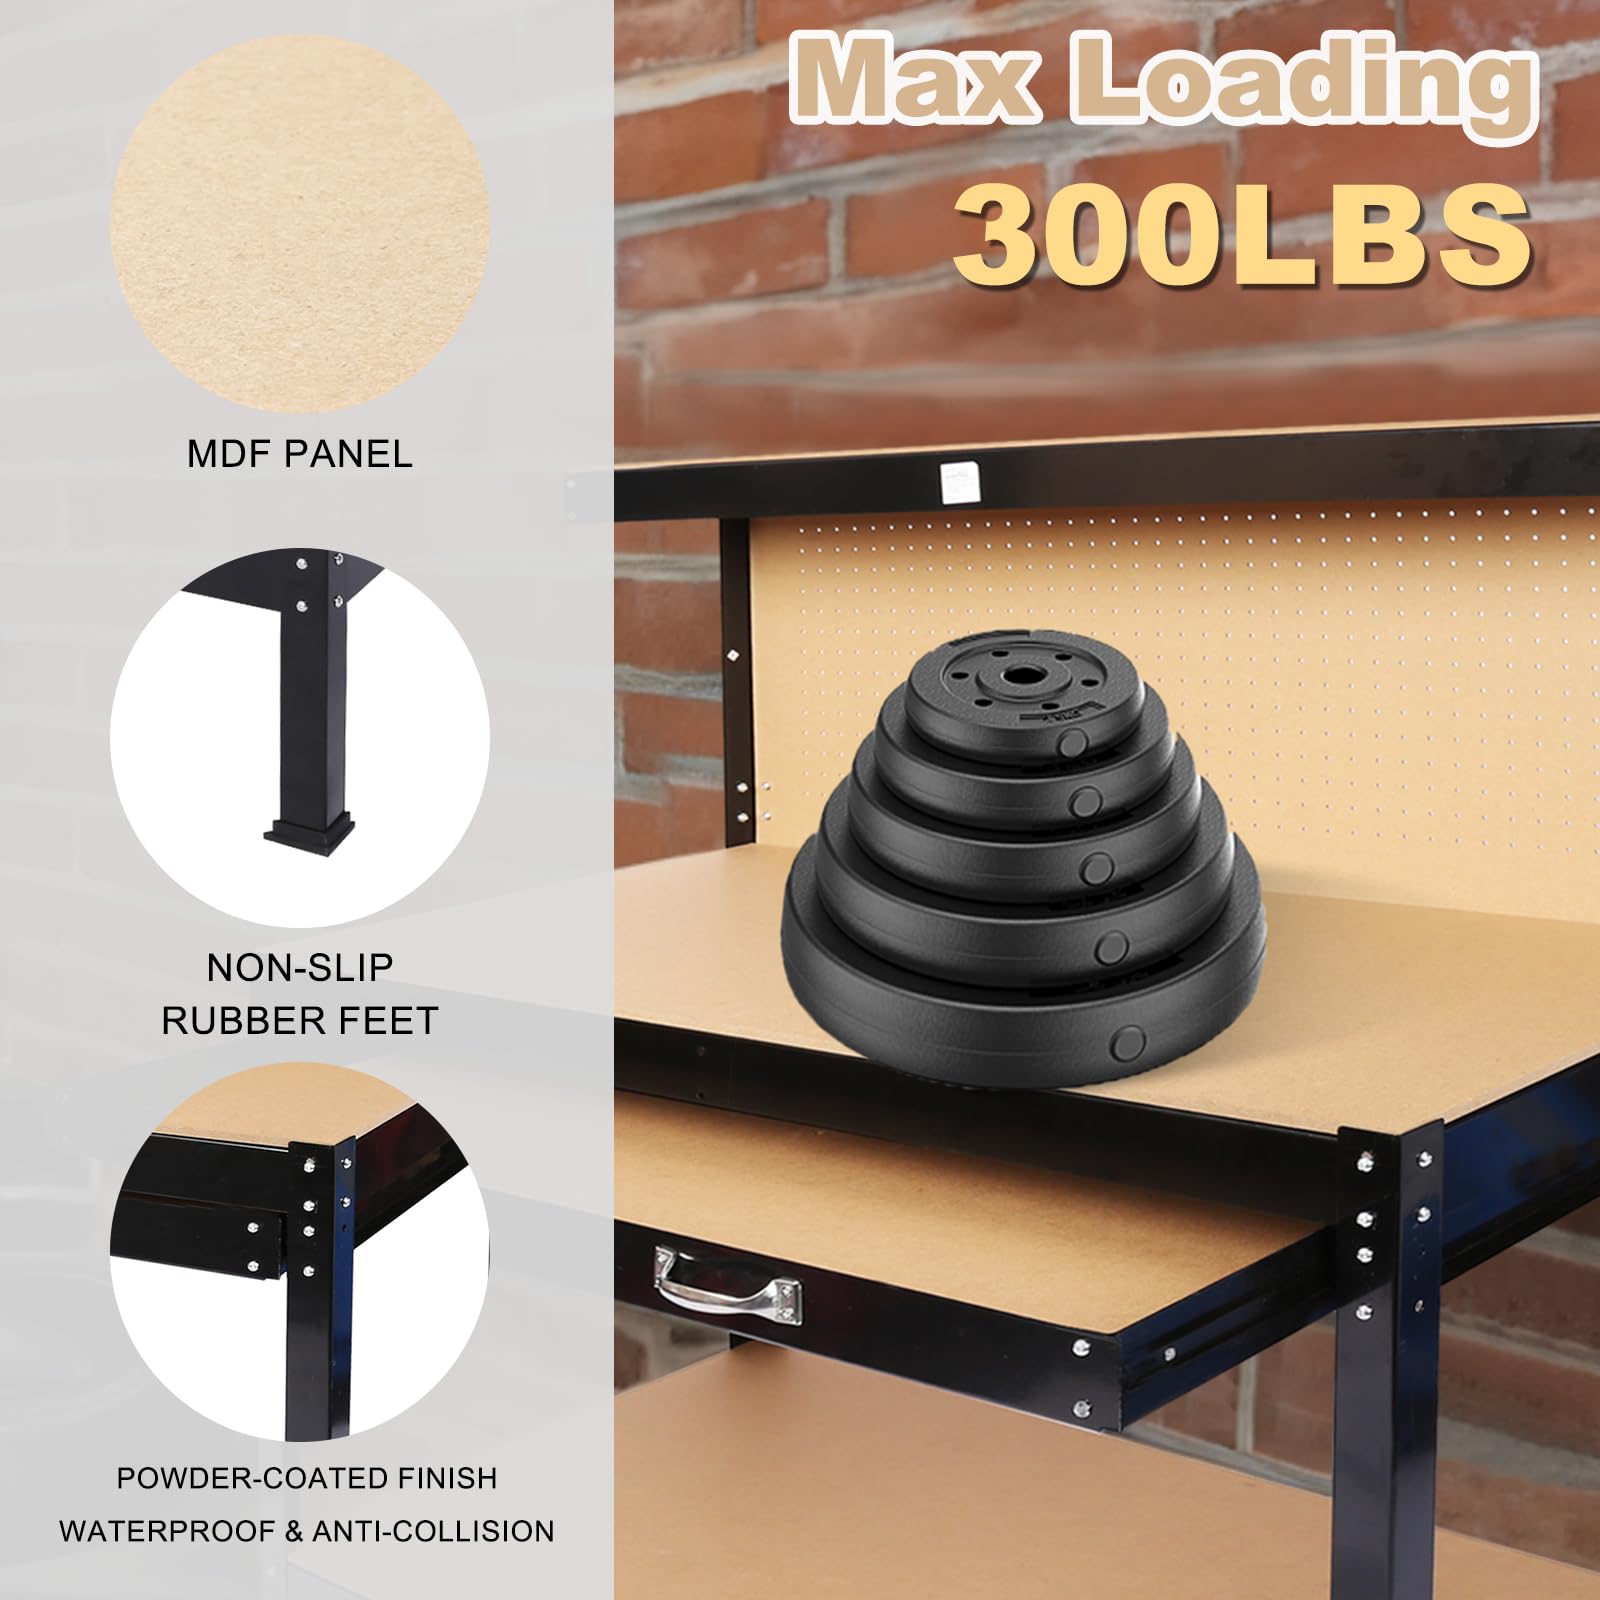 Max Loading
300LBS
MDF PANEL
NON-SLIP
RUBBER FEET
POWDER-COATED FINISH
WATERPROOF & ANTI-COLLISION